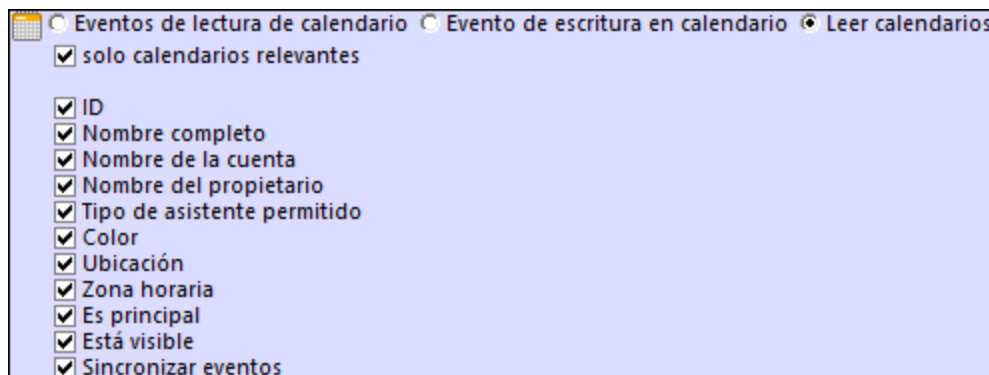 Eventos de lectura de calendario Evento de escritura en calendario Leer calendarios
solo calendarios relevantes
ID
Nombre completo
Nombre de la cuenta
Nombre del propietario
Tipo de asistente permitido
Color
Ubicación
Zona horaria
Es principal
Está visible
Sincronizar eventos